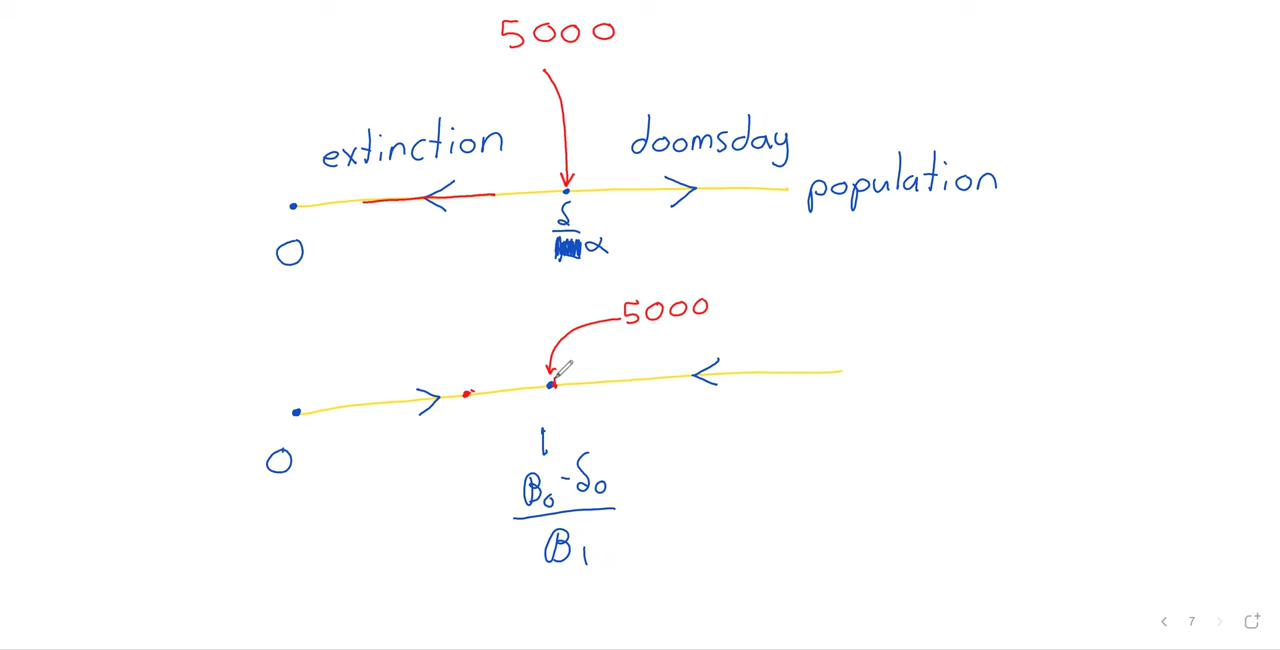 5000
extinction
doomsday
population
0
δ
α
5000
0
β₀ - δ₀
β₁
7